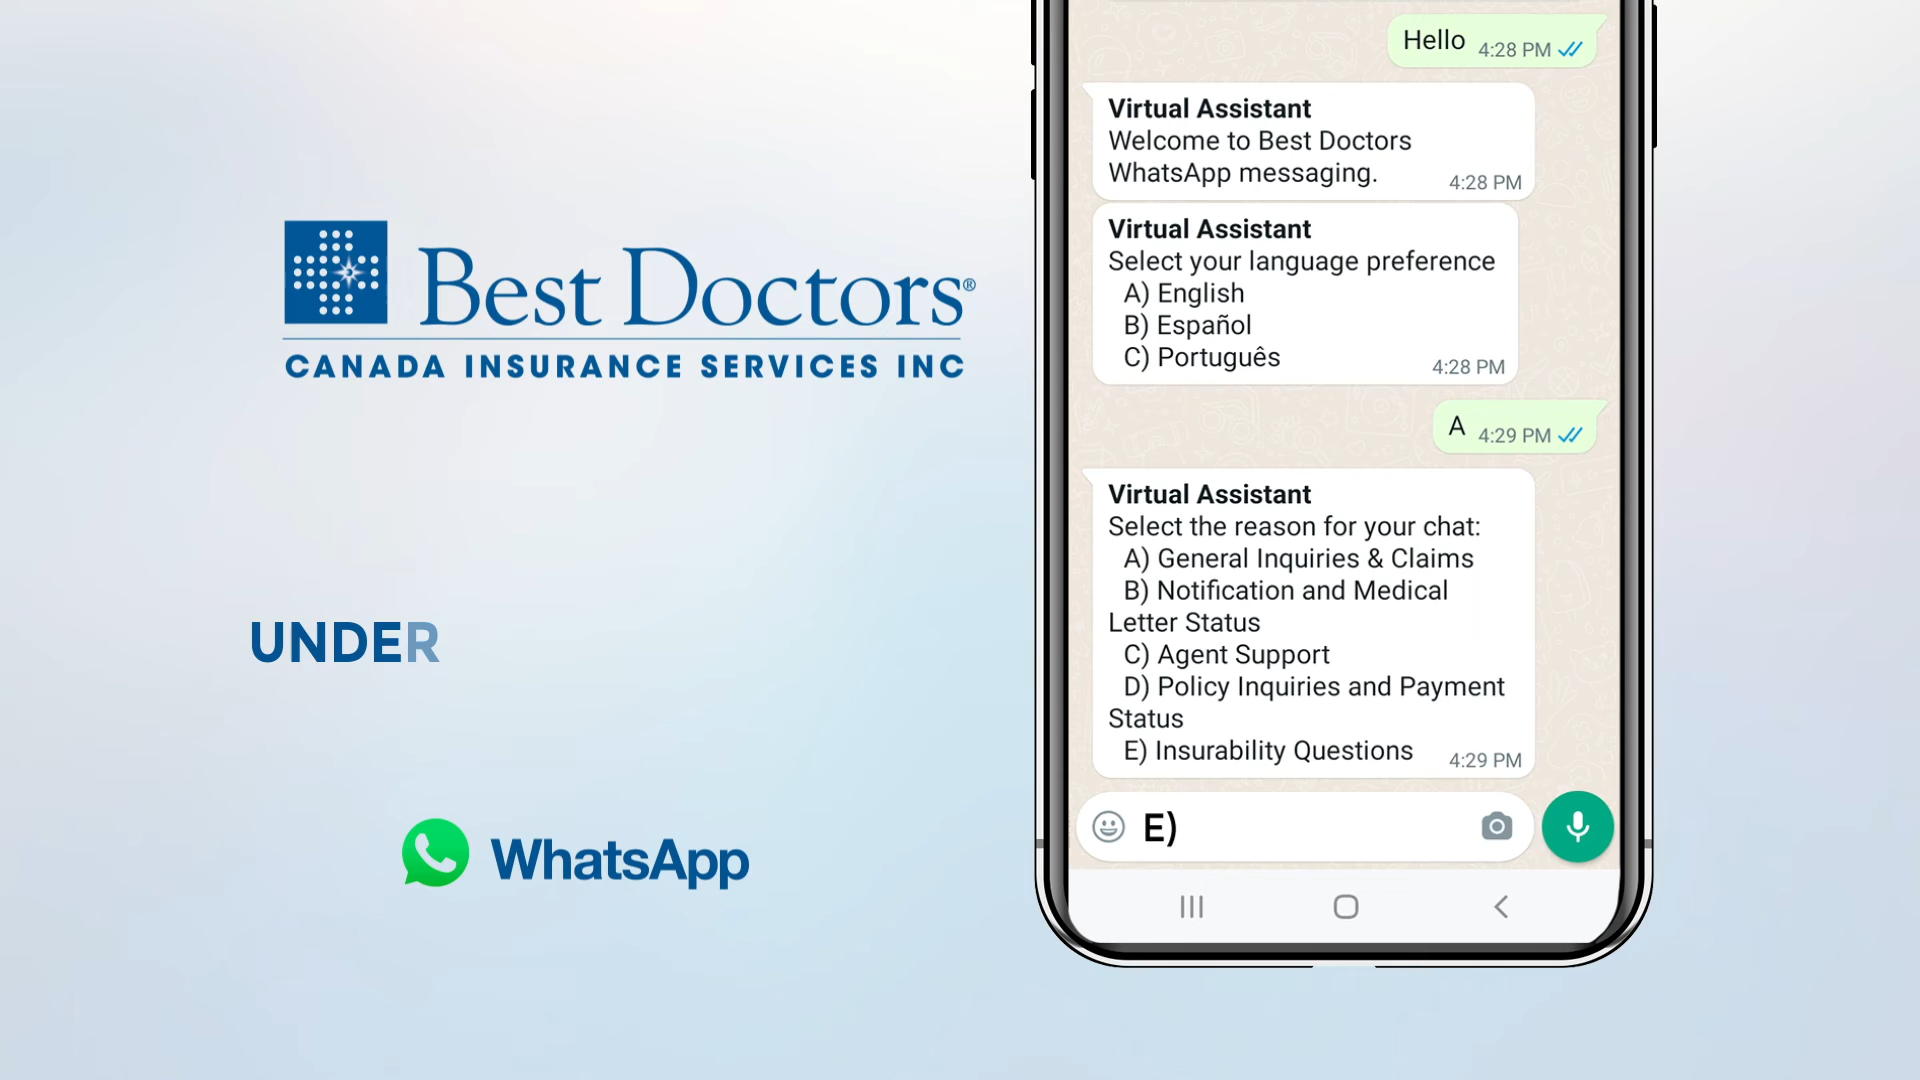 Best Doctors®
CANADA INSURANCE SERVICES INC
UNDER
WhatsApp
Hello 4:28 PM
Virtual Assistant
Welcome to Best Doctors
WhatsApp messaging.
4:28 PM
Virtual Assistant
Select your language preference
A) English
B) Español
C) Português
4:28 PM
A 4:29 PM
Virtual Assistant
Select the reason for your chat:
A) General Inquiries & Claims
B) Notification and Medical
Letter Status
C) Agent Support
D) Policy Inquiries and Payment
Status
E) Insurability Questions
4:29 PM
E)